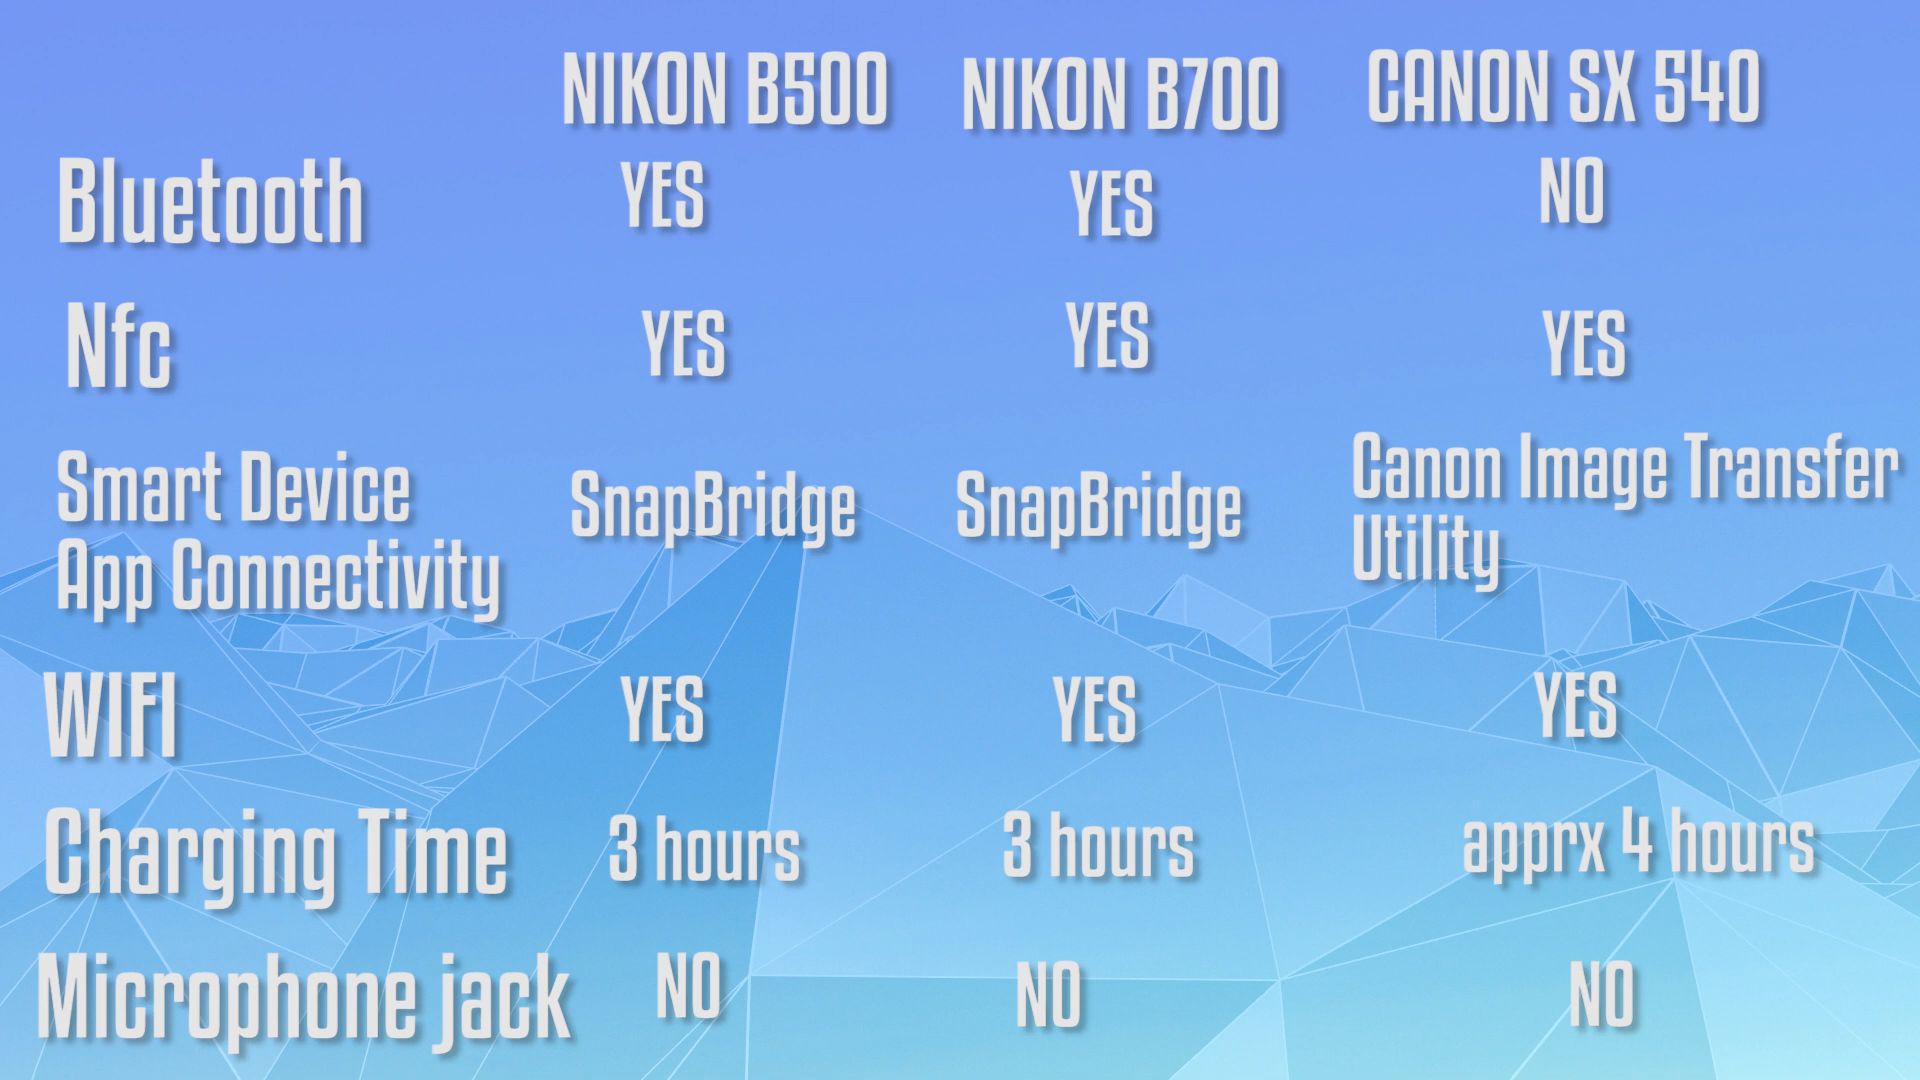 NIKON B500 NIKON B700 CANON SX 540
Bluetooth YES YES NO
Nfc YES YES YES
Smart Device
App Connectivity SnapBridge SnapBridge Canon Image Transfer
Utility
WIFI YES YES YES
Charging Time 3 hours 3 hours apprx 4 hours
Microphone jack NO NO NO